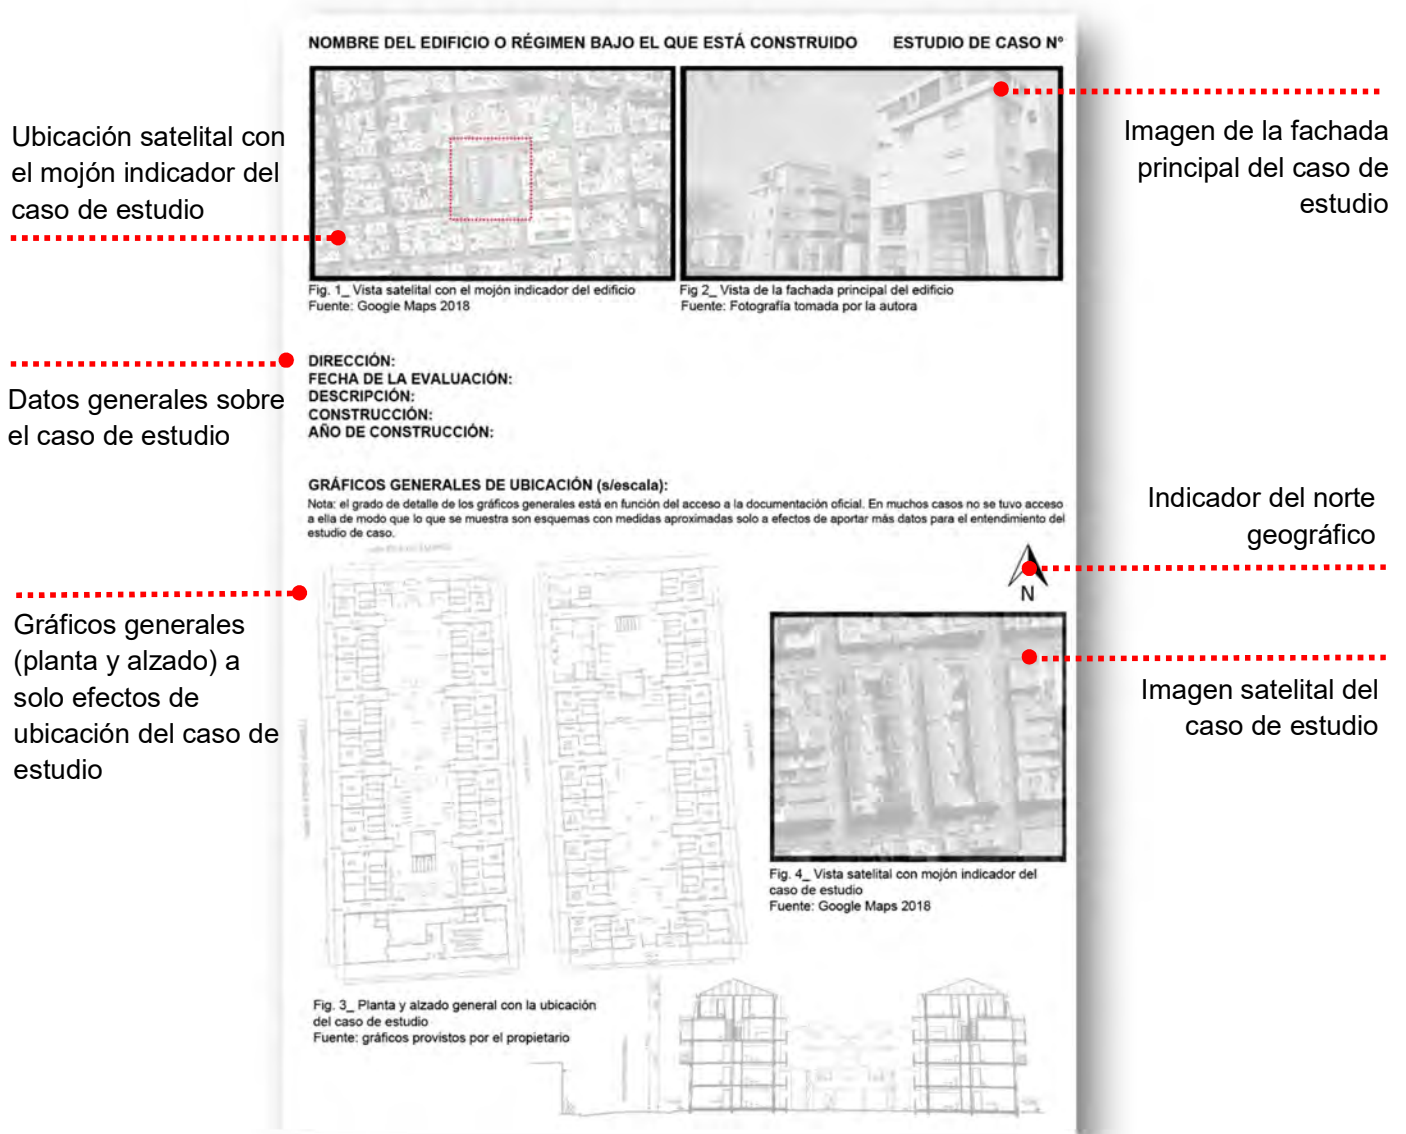 NOMBRE DEL EDIFICIO O RÉGIMEN BAJO EL QUE ESTÁ CONSTRUIDO
ESTUDIO DE CASO Nº
Ubicación satelital con
el mojón indicador del
caso de estudio
Imagen de la fachada
principal del caso de
estudio
Fig. 1_ Vista satelital con el mojón indicador del edificio
Fuente: Google Maps 2018
Fig 2_ Vista de la fachada principal del edificio
Fuente: Fotografía tomada por la autora
Datos generales sobre
el caso de estudio
DIRECCIÓN:
FECHA DE LA EVALUACIÓN:
DESCRIPCIÓN:
CONSTRUCCIÓN:
AÑO DE CONSTRUCCIÓN:
GRÁFICOS GENERALES DE UBICACIÓN (s/escala):
Nota: el grado de detalle de los gráficos generales está en función del acceso a la documentación oficial. En muchos casos no se tuvo acceso
a ella de modo que lo que se muestra son esquemas con medidas aproximadas solo a efectos de aportar más datos para el entendimiento del
estudio de caso.
Indicador del norte
geográfico
N
Gráficos generales
(planta y alzado) a
solo efectos de
ubicación del caso de
estudio
Imagen satelital del
caso de estudio
Fig. 4_ Vista satelital con mojón indicador del
caso de estudio
Fuente: Google Maps 2018
Fig. 3_ Planta y alzado general con la ubicación
del caso de estudio
Fuente: gráficos provistos por el propietario